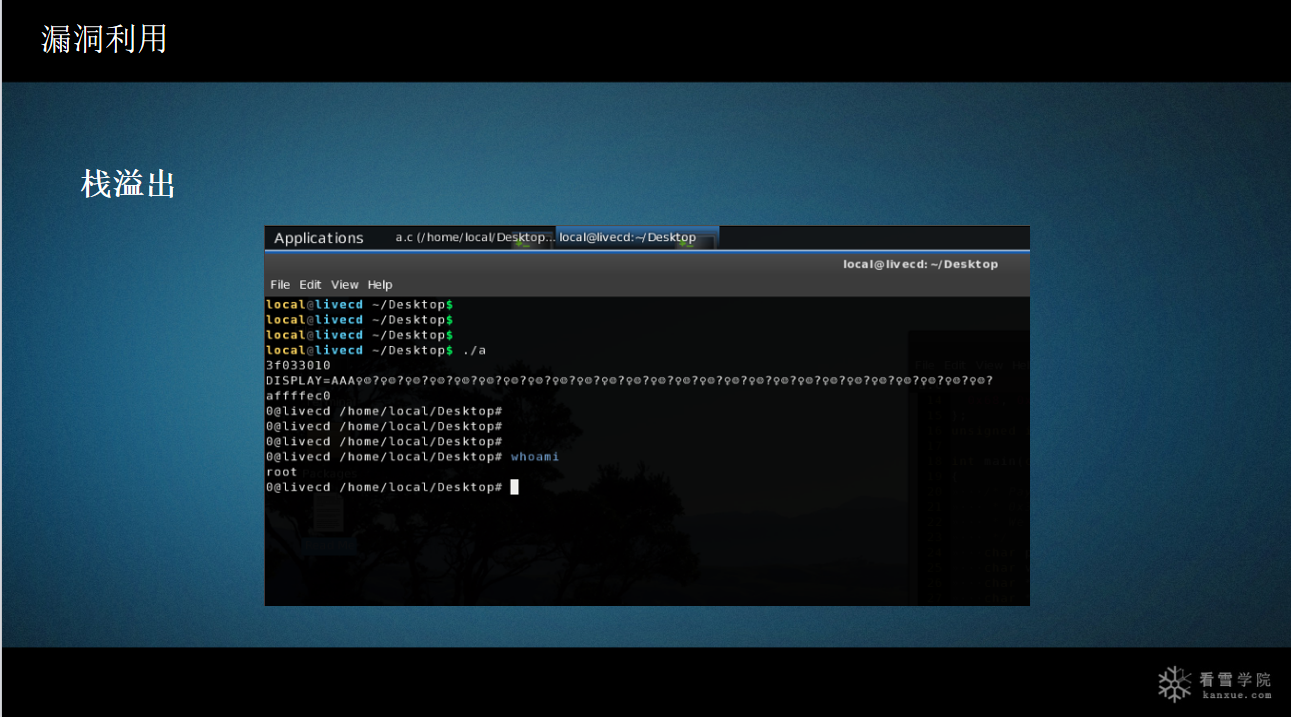 漏洞利用
栈溢出
Applications a.c (/home/local/Desktop... local@livecd:~/Desktop
local@livecd:~/Desktop
File Edit View Help
local@livecd ~/Desktop$
local@livecd ~/Desktop$
local@livecd ~/Desktop$
local@livecd ~/Desktop$ ./a
3f033010
affffec0
0@livecd /home/local/Desktop#
0@livecd /home/local/Desktop#
0@livecd /home/local/Desktop#
0@livecd /home/local/Desktop# whoami
root
0@livecd /home/local/Desktop#
看雪学院
kanxue.com